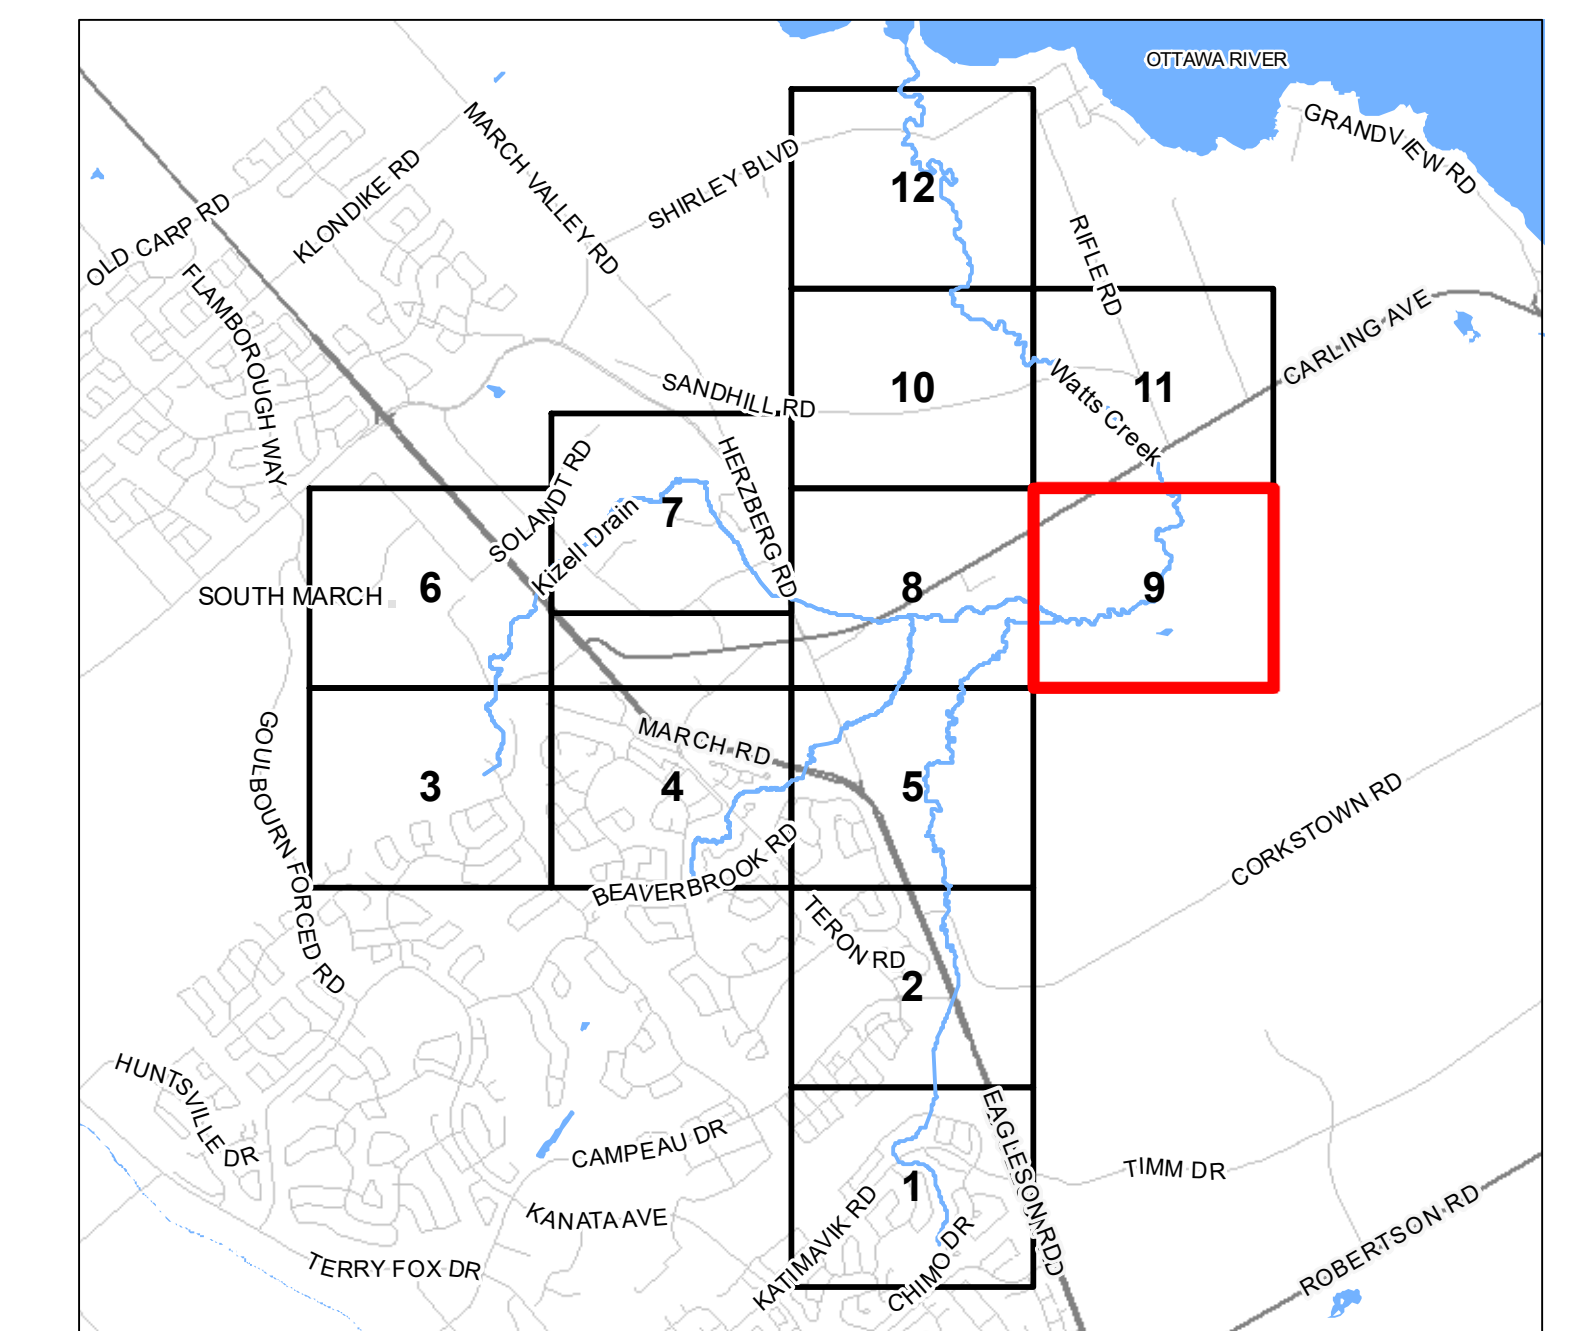 OTTAWA RIVER
GRANDVIEW RD
MARCH VALLEY RD
SHIRLEY BLVD
KLONDIKE RD
12
OLD CARP RD
RIFLE RD
FLAMBOROUGH WAY
CARLING AVE
SANDHILL RD
10
11
Watts Creek
HERZBERG RD
SOLANDT RD
7
Kizell Drain
SOUTH MARCH
6
8
9
GOULBOURN FORCED RD
MARCH RD
3
4
5
BEAVERBROOK RD
CORKSTOWN RD
TERON RD
2
HUNTSVILLE DR
CAMPEAU DR
EAGLESON RD
TIMM DR
1
KANATA AVE
KATIMAVIK RD
CHIMO DR
TERRY FOX DR
ROBERTSON RD